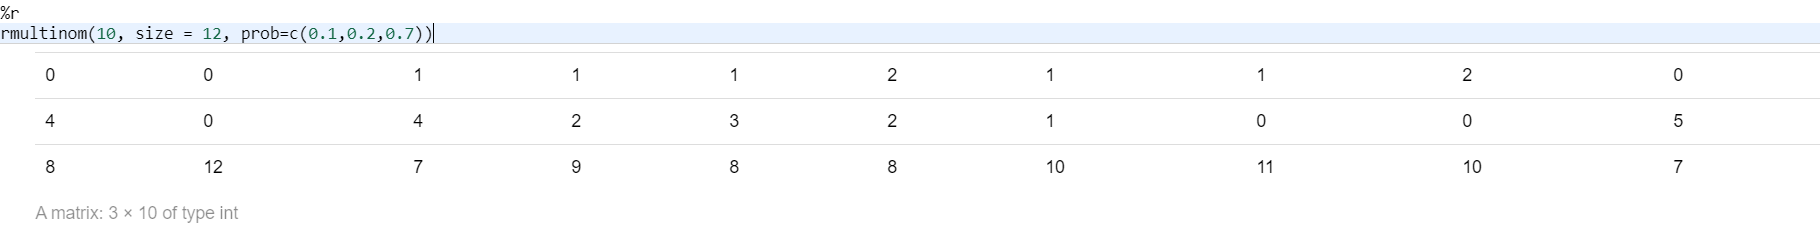 %r
rmultinom(10, size = 12, prob=c(0.1,0.2,0.7))
0 0 1 1 1 2 1 1 2 0
4 0 4 2 3 2 1 0 0 5
8 12 7 9 8 8 10 11 10 7
A matrix: 3 × 10 of type int